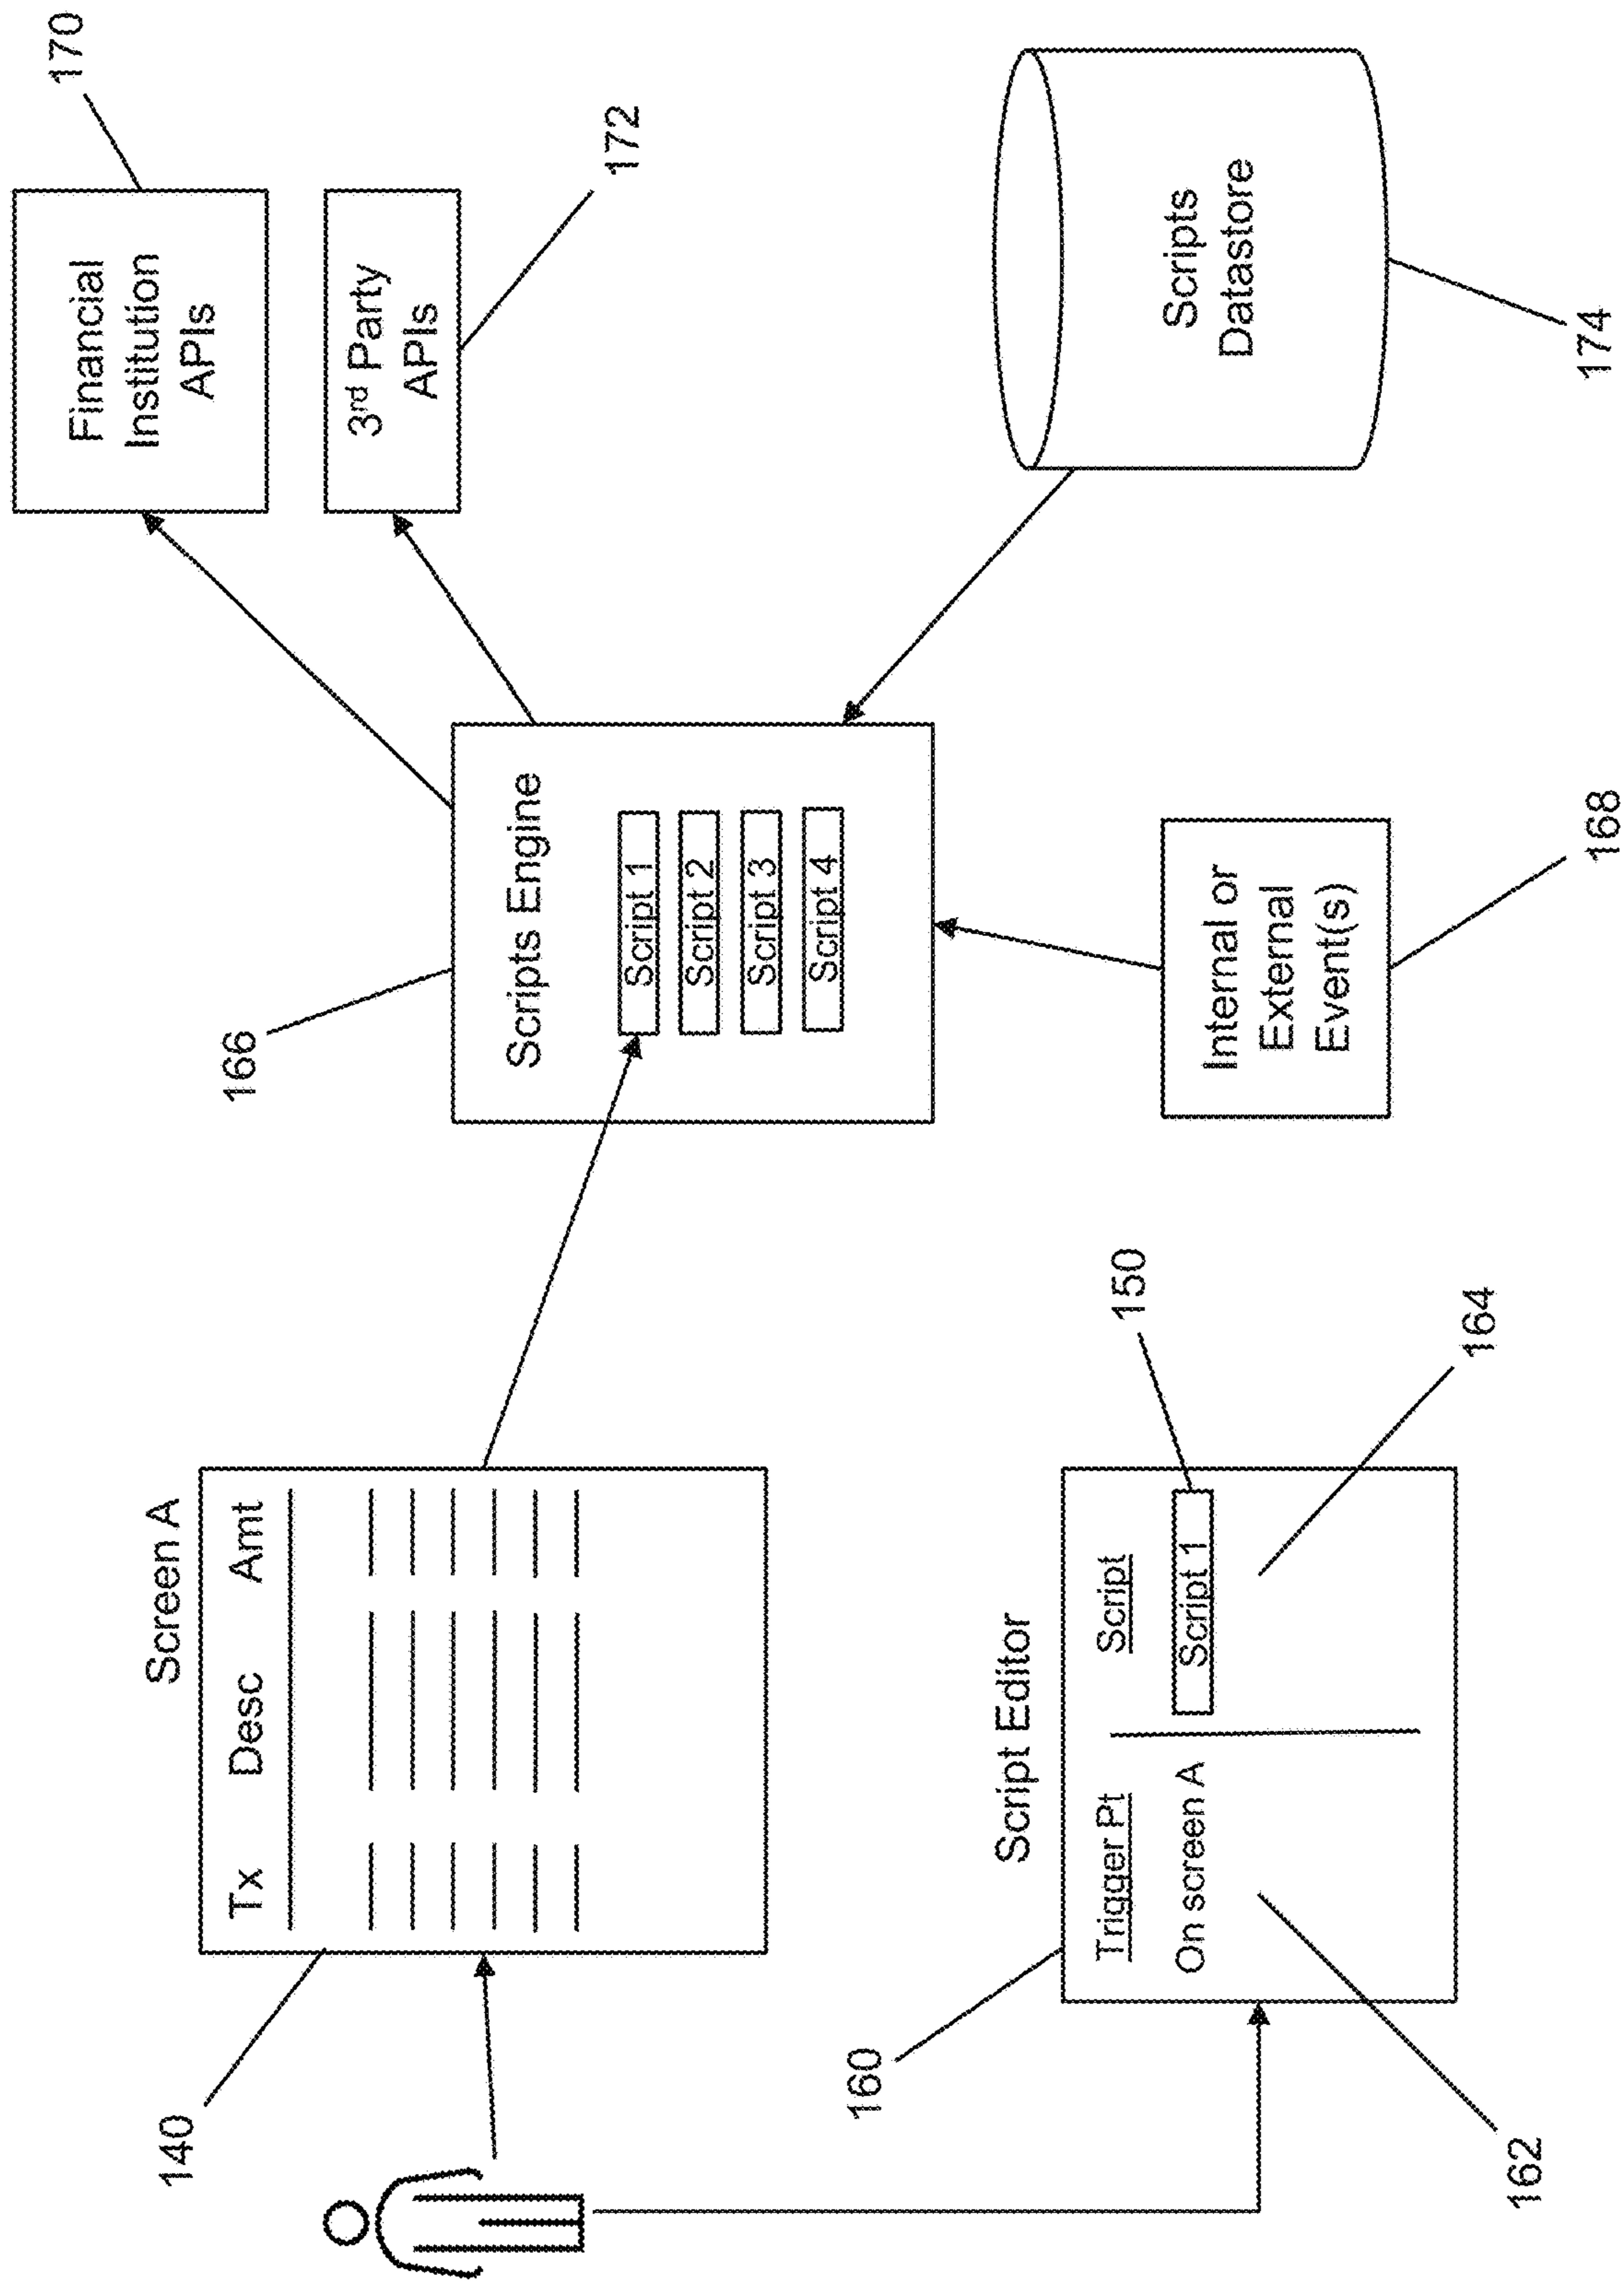 Screen A
140
Tx Desc Amt
166
Scripts Engine
Script 1
Script 2
Script 3
Script 4
Financial
Institution
APIs
170
3rd Party
APIs
172
Script Editor
160
Trigger Pt
Script
On screen A
Script 1
150
162
164
Internal or
External
Event(s)
168
Scripts
Datastore
174